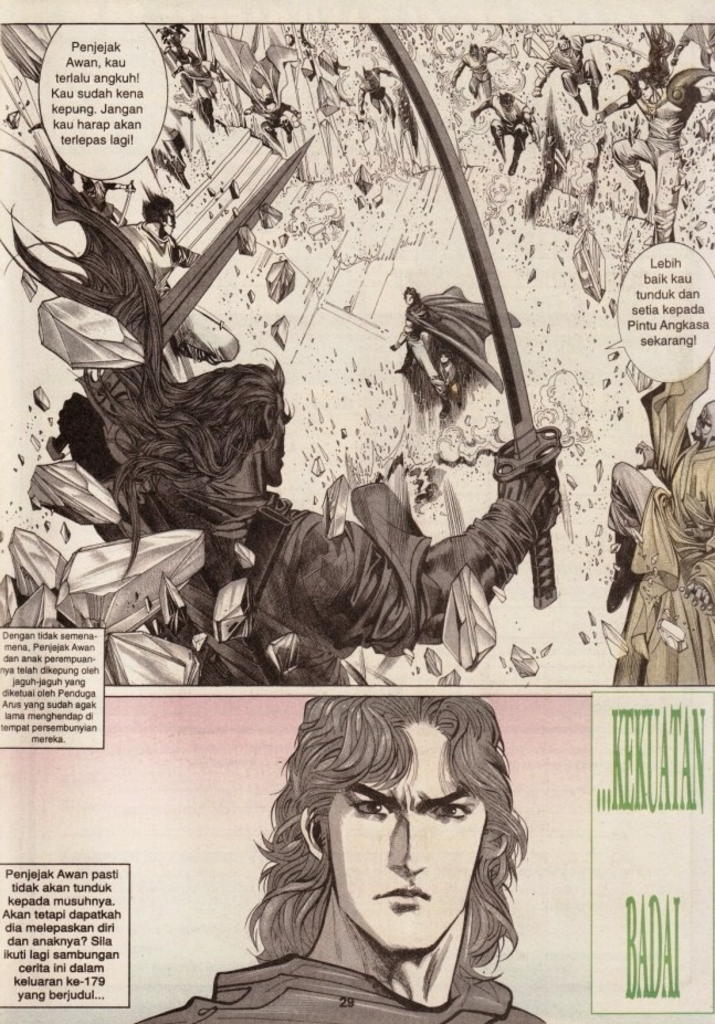 Penjejak
Awan, kau
terlalu angkuh!
Kau sudah kena
kepung. Jangan
kau harap akan
terlepas lagi!
Lebih
baik kau
tunduk dan
setia kepada
Pintu Angkasa
sekarang!
Dengan tidak semena-
mena, Penjejak Awan
dan anak perempuan-
nya telah dikepung oleh
jaguh-jaguh yang
diketuai oleh Penduga
Arus yang sudah agak
lama menghendap di
tempat persembunyian
mereka.
Penjejak Awan pasti
tidak akan tunduk
kepada musuhnya.
Akan tetapi dapatkah
dia melepaskan diri
dan anaknya? Sila
ikuti lagi sambungan
cerita ini dalam
keluaran ke-179
yang berjudul...
...KEKUATAN
BADAI
29